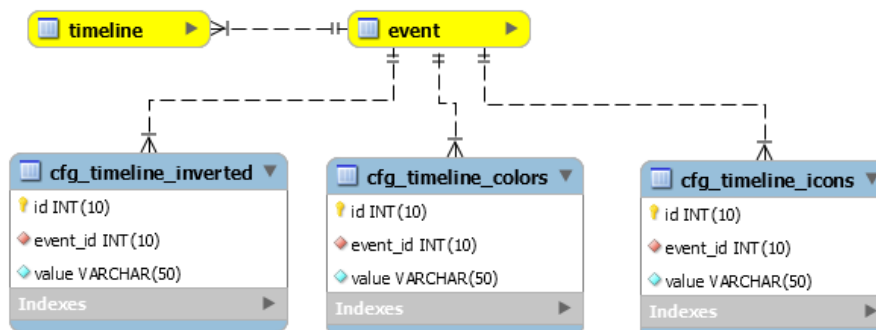 timeline
event
cfg_timeline_inverted
id INT(10)
event_id INT(10)
value VARCHAR(50)
Indexes
cfg_timeline_colors
id INT(10)
event_id INT(10)
value VARCHAR(50)
Indexes
cfg_timeline_icons
id INT(10)
event_id INT(10)
value VARCHAR(50)
Indexes